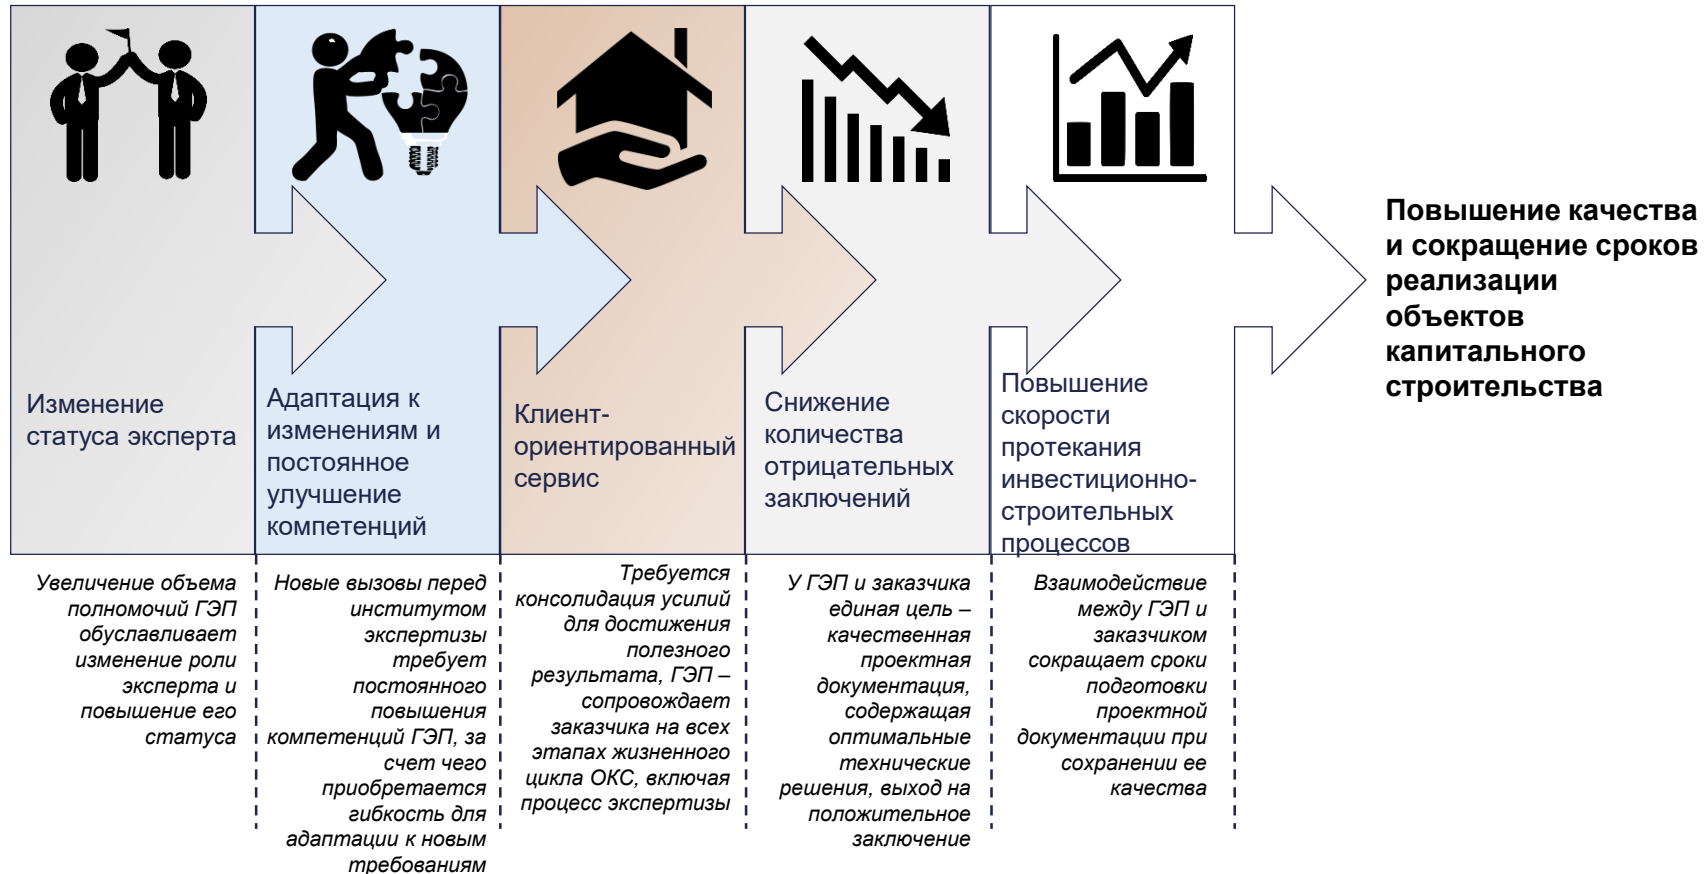 Изменение
статуса эксперта
Адаптация к
изменениям и
постоянное
улучшение
компетенций
Клиент-
ориентированный
сервис
Снижение
количества
отрицательных
заключений
Повышение
скорости
протекания
инвестиционно-
строительных
процессов
Повышение качества
и сокращение сроков
реализации
объектов
капитального
строительства
Увеличение объема
полномочий ГЭП
обуславливает
изменение роли
эксперта и
повышение его
статуса
Новые вызовы перед
институтом
экспертизы
требует
постоянного
повышения
компетенций ГЭП, за
счет чего
приобретается
гибкость для
адаптации к новым
требованиям
Требуется
консолидация усилий
для достижения
полезного
результата, ГЭП –
сопровождает
заказчика на всех
этапах жизненного
цикла ОКС, включая
процесс экспертизы
У ГЭП и заказчика
единая цель –
качественная
проектная
документация,
содержащая
оптимальные
технические
решения, выход на
положительное
заключение
Взаимодействие
между ГЭП и
заказчиком
сокращает сроки
подготовки
проектной
документации при
сохранении ее
качества